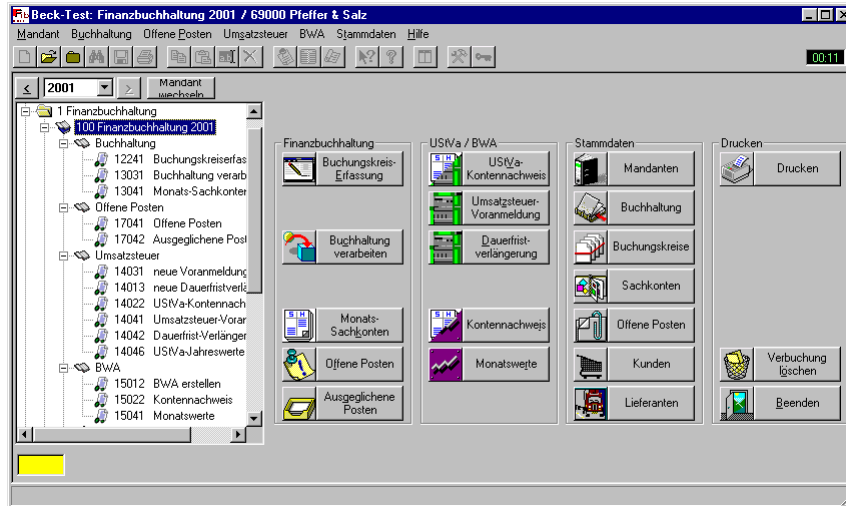 Beck-Test: Finanzbuchhaltung 2001 / 69000 Pfeffer & Salz
Mandant Buchhaltung Offene Posten Umsatzsteuer BWA Stammdaten Hilfe
00:11
< 2001 > Mandant wechseln
1 Finanzbuchhaltung
100 Finanzbuchhaltung 2001
Buchhaltung
12241 Buchungskreiserfas
13031 Buchhaltung verarb
13041 Monats-Sachkonter
Offene Posten
17041 Offene Posten
17042 Ausgeglichene Post
Umsatzsteuer
14031 neue Voranmeldung
14013 neue Dauerfristverlä
14022 UStVa-Kontennach
14041 Umsatzsteuer-Vorar
14042 Dauerfrist-Verlänger
14046 UStVa-Jahreswerte
BWA
15012 BWA erstellen
15022 Kontennachweis
15041 Monatswerte
Finanzbuchhaltung
Buchungskreis-
Erfassung
Buchhaltung
verarbeiten
Monats-
Sachkonten
Offene Posten
Ausgeglichene
Posten
UStVa / BWA
UStVa-
Kontennachweis
Umsatzsteuer-
Voranmeldung
Dauerfrist-
verlängerung
Kontennachweis
Monatswerte
Stammdaten
Mandanten
Buchhaltung
Buchungskreise
Sachkonten
Offene Posten
Kunden
Lieferanten
Drucken
Drucken
Verbuchung
löschen
Beenden